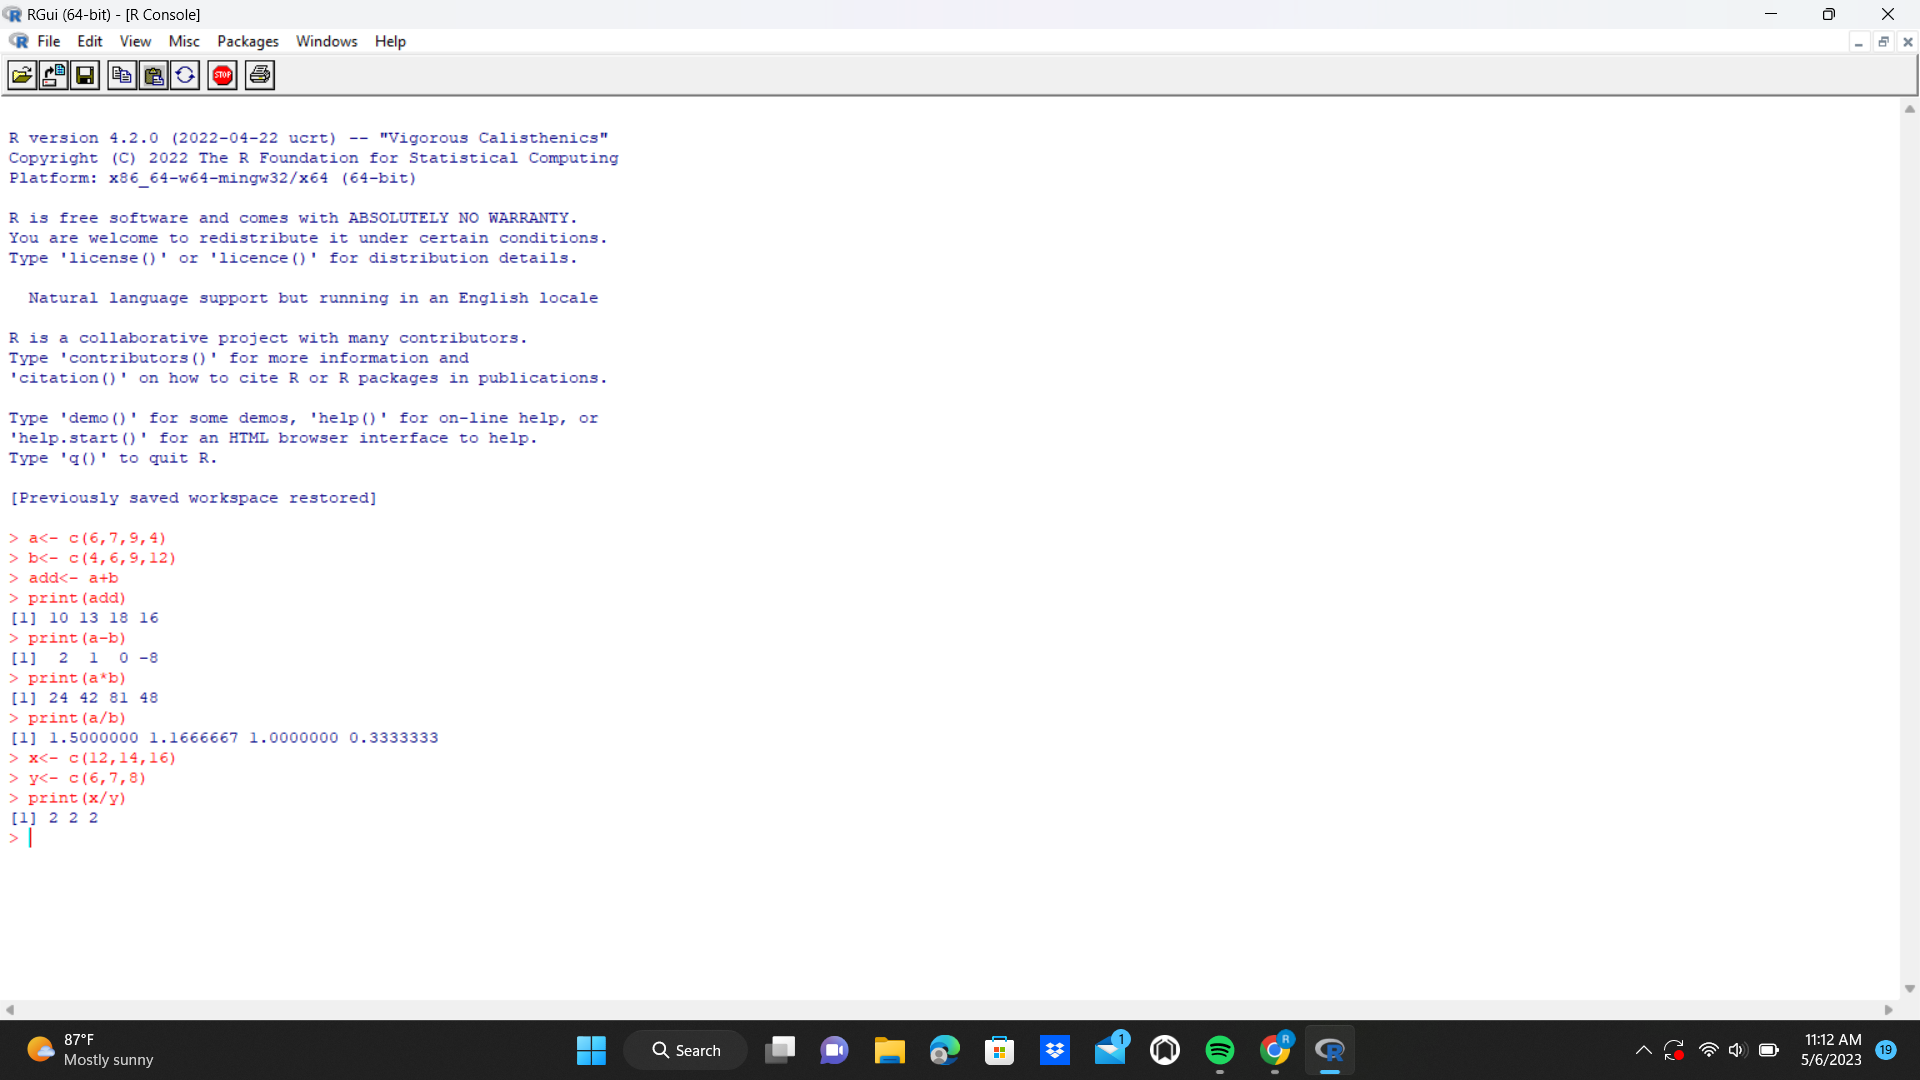 RGui (64-bit) - [R Console]
File Edit View Misc Packages Windows Help
STOP
R version 4.2.0 (2022-04-22 ucrt) -- "Vigorous Calisthenics"
Copyright (C) 2022 The R Foundation for Statistical Computing
Platform: x86_64-w64-mingw32/x64 (64-bit)
R is free software and comes with ABSOLUTELY NO WARRANTY.
You are welcome to redistribute it under certain conditions.
Type 'license()' or 'licence()' for distribution details.
  Natural language support but running in an English locale
R is a collaborative project with many contributors.
Type 'contributors()' for more information and
'citation()' on how to cite R or R packages in publications.
Type 'demo()' for some demos, 'help()' for on-line help, or
'help.start()' for an HTML browser interface to help.
Type 'q()' to quit R.
[Previously saved workspace restored]
> a<- c(6,7,9,4)
> b<- c(4,6,9,12)
> add<- a+b
> print(add)
[1] 10 13 18 16
> print(a-b)
[1]  2  1  0 -8
> print(a*b)
[1] 24 42 81 48
> print(a/b)
[1] 1.5000000 1.1666667 1.0000000 0.3333333
> x<- c(12,14,16)
> y<- c(6,7,8)
> print(x/y)
[1] 2 2 2
>
87°F
Mostly sunny
Search
1
R
11:12 AM
5/6/2023
19